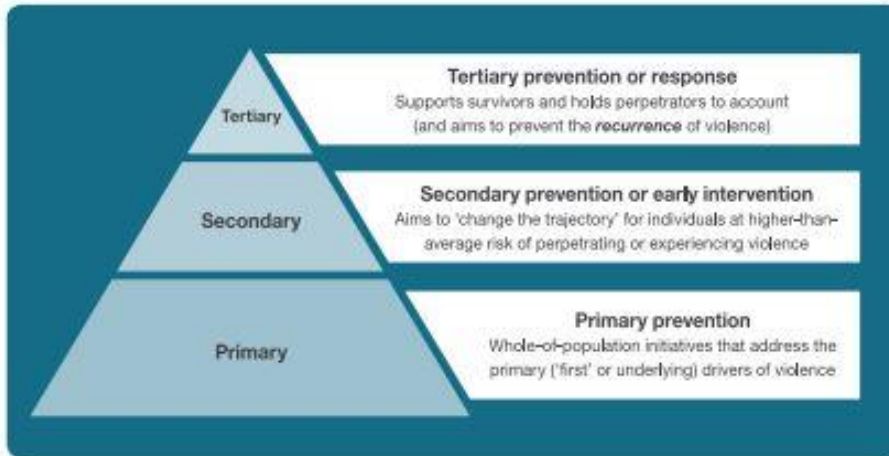 Tertiary
Tertiary prevention or response
Supports survivors and holds perpetrators to account
(and aims to prevent the recurrence of violence)
Secondary
Secondary prevention or early intervention
Aims to 'change the trajectory' for individuals at higher-than-
average risk of perpetrating or experiencing violence
Primary
Primary prevention
Whole-of-population initiatives that address the
primary ('first' or underlying) drivers of violence